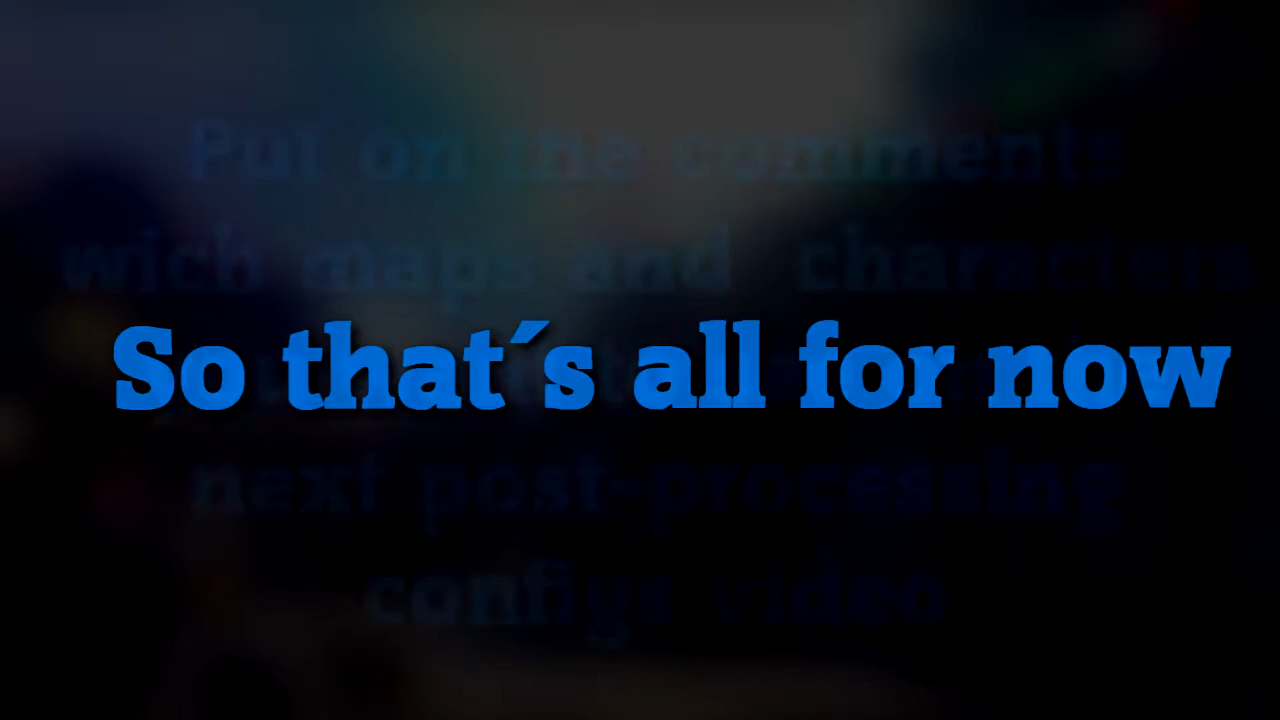 Put on the comments
wich maps and characters
So that´s all for now
next post-processing
configs video